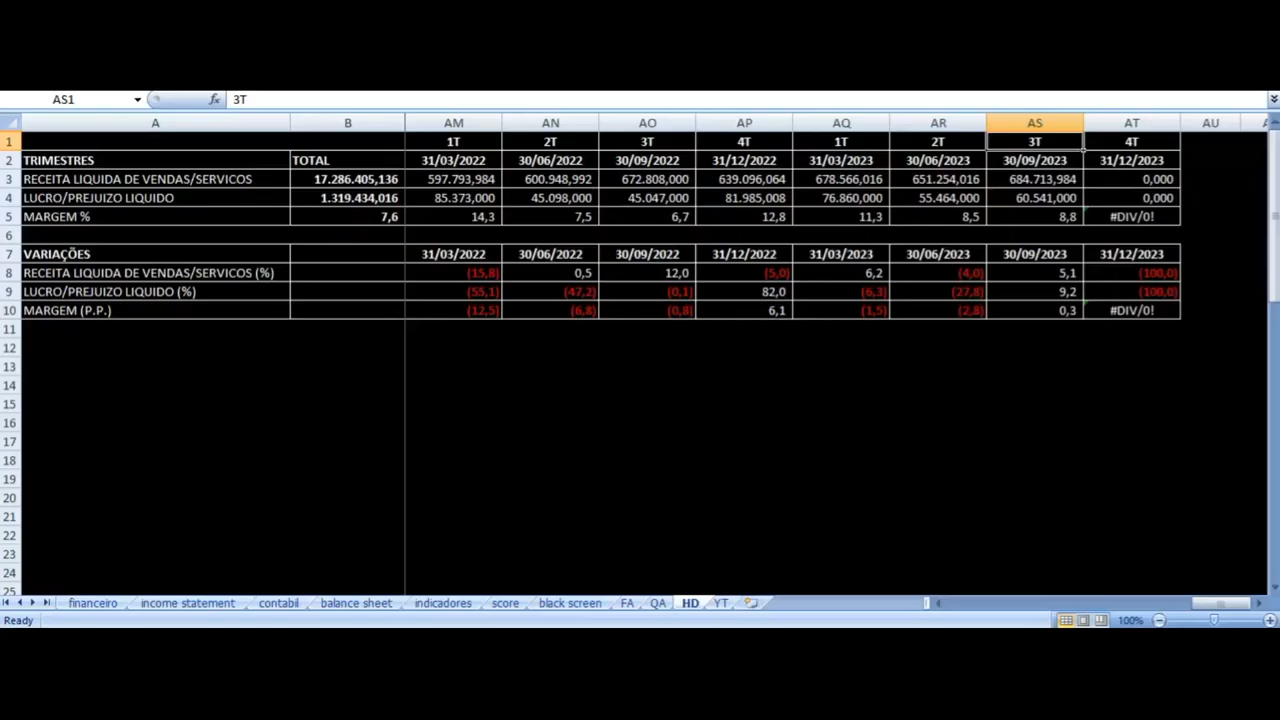 AS1 fx 3T
A B AM AN AO AP AQ AR AS AT AU
1 1T 2T 3T 4T 1T 2T 3T 4T
2 TRIMESTRES TOTAL 31/03/2022 30/06/2022 30/09/2022 31/12/2022 31/03/2023 30/06/2023 30/09/2023 31/12/2023
3 RECEITA LIQUIDA DE VENDAS/SERVICOS 17.286.405,136 597.793,984 600.948,992 672.808,000 639.096,064 678.566,016 651.254,016 684.713,984 0,000
4 LUCRO/PREJUIZO LIQUIDO 1.319.434,016 85.373,000 45.098,000 45.047,000 81.985,008 76.860,000 55.464,000 60.541,000 0,000
5 MARGEM % 7,6 14,3 7,5 6,7 12,8 11,3 8,5 8,8 #DIV/0!
6
7 VARIAÇÕES 31/03/2022 30/06/2022 30/09/2022 31/12/2022 31/03/2023 30/06/2023 30/09/2023 31/12/2023
8 RECEITA LIQUIDA DE VENDAS/SERVICOS (%) (15,8) 0,5 12,0 (5,0) 6,2 (4,0) 5,1 (100,0)
9 LUCRO/PREJUIZO LIQUIDO (%) (55,1) (47,2) (0,1) 82,0 (6,3) (27,8) 9,2 (100,0)
10 MARGEM (P.P.) (12,5) (6,8) (0,8) 6,1 (1,5) (2,8) 0,3 #DIV/0!
11
12
13
14
15
16
17
18
19
20
21
22
23
24
25
financeiro income statement contabil balance sheet indicadores score black screen FA QA HD YT
Ready 100%